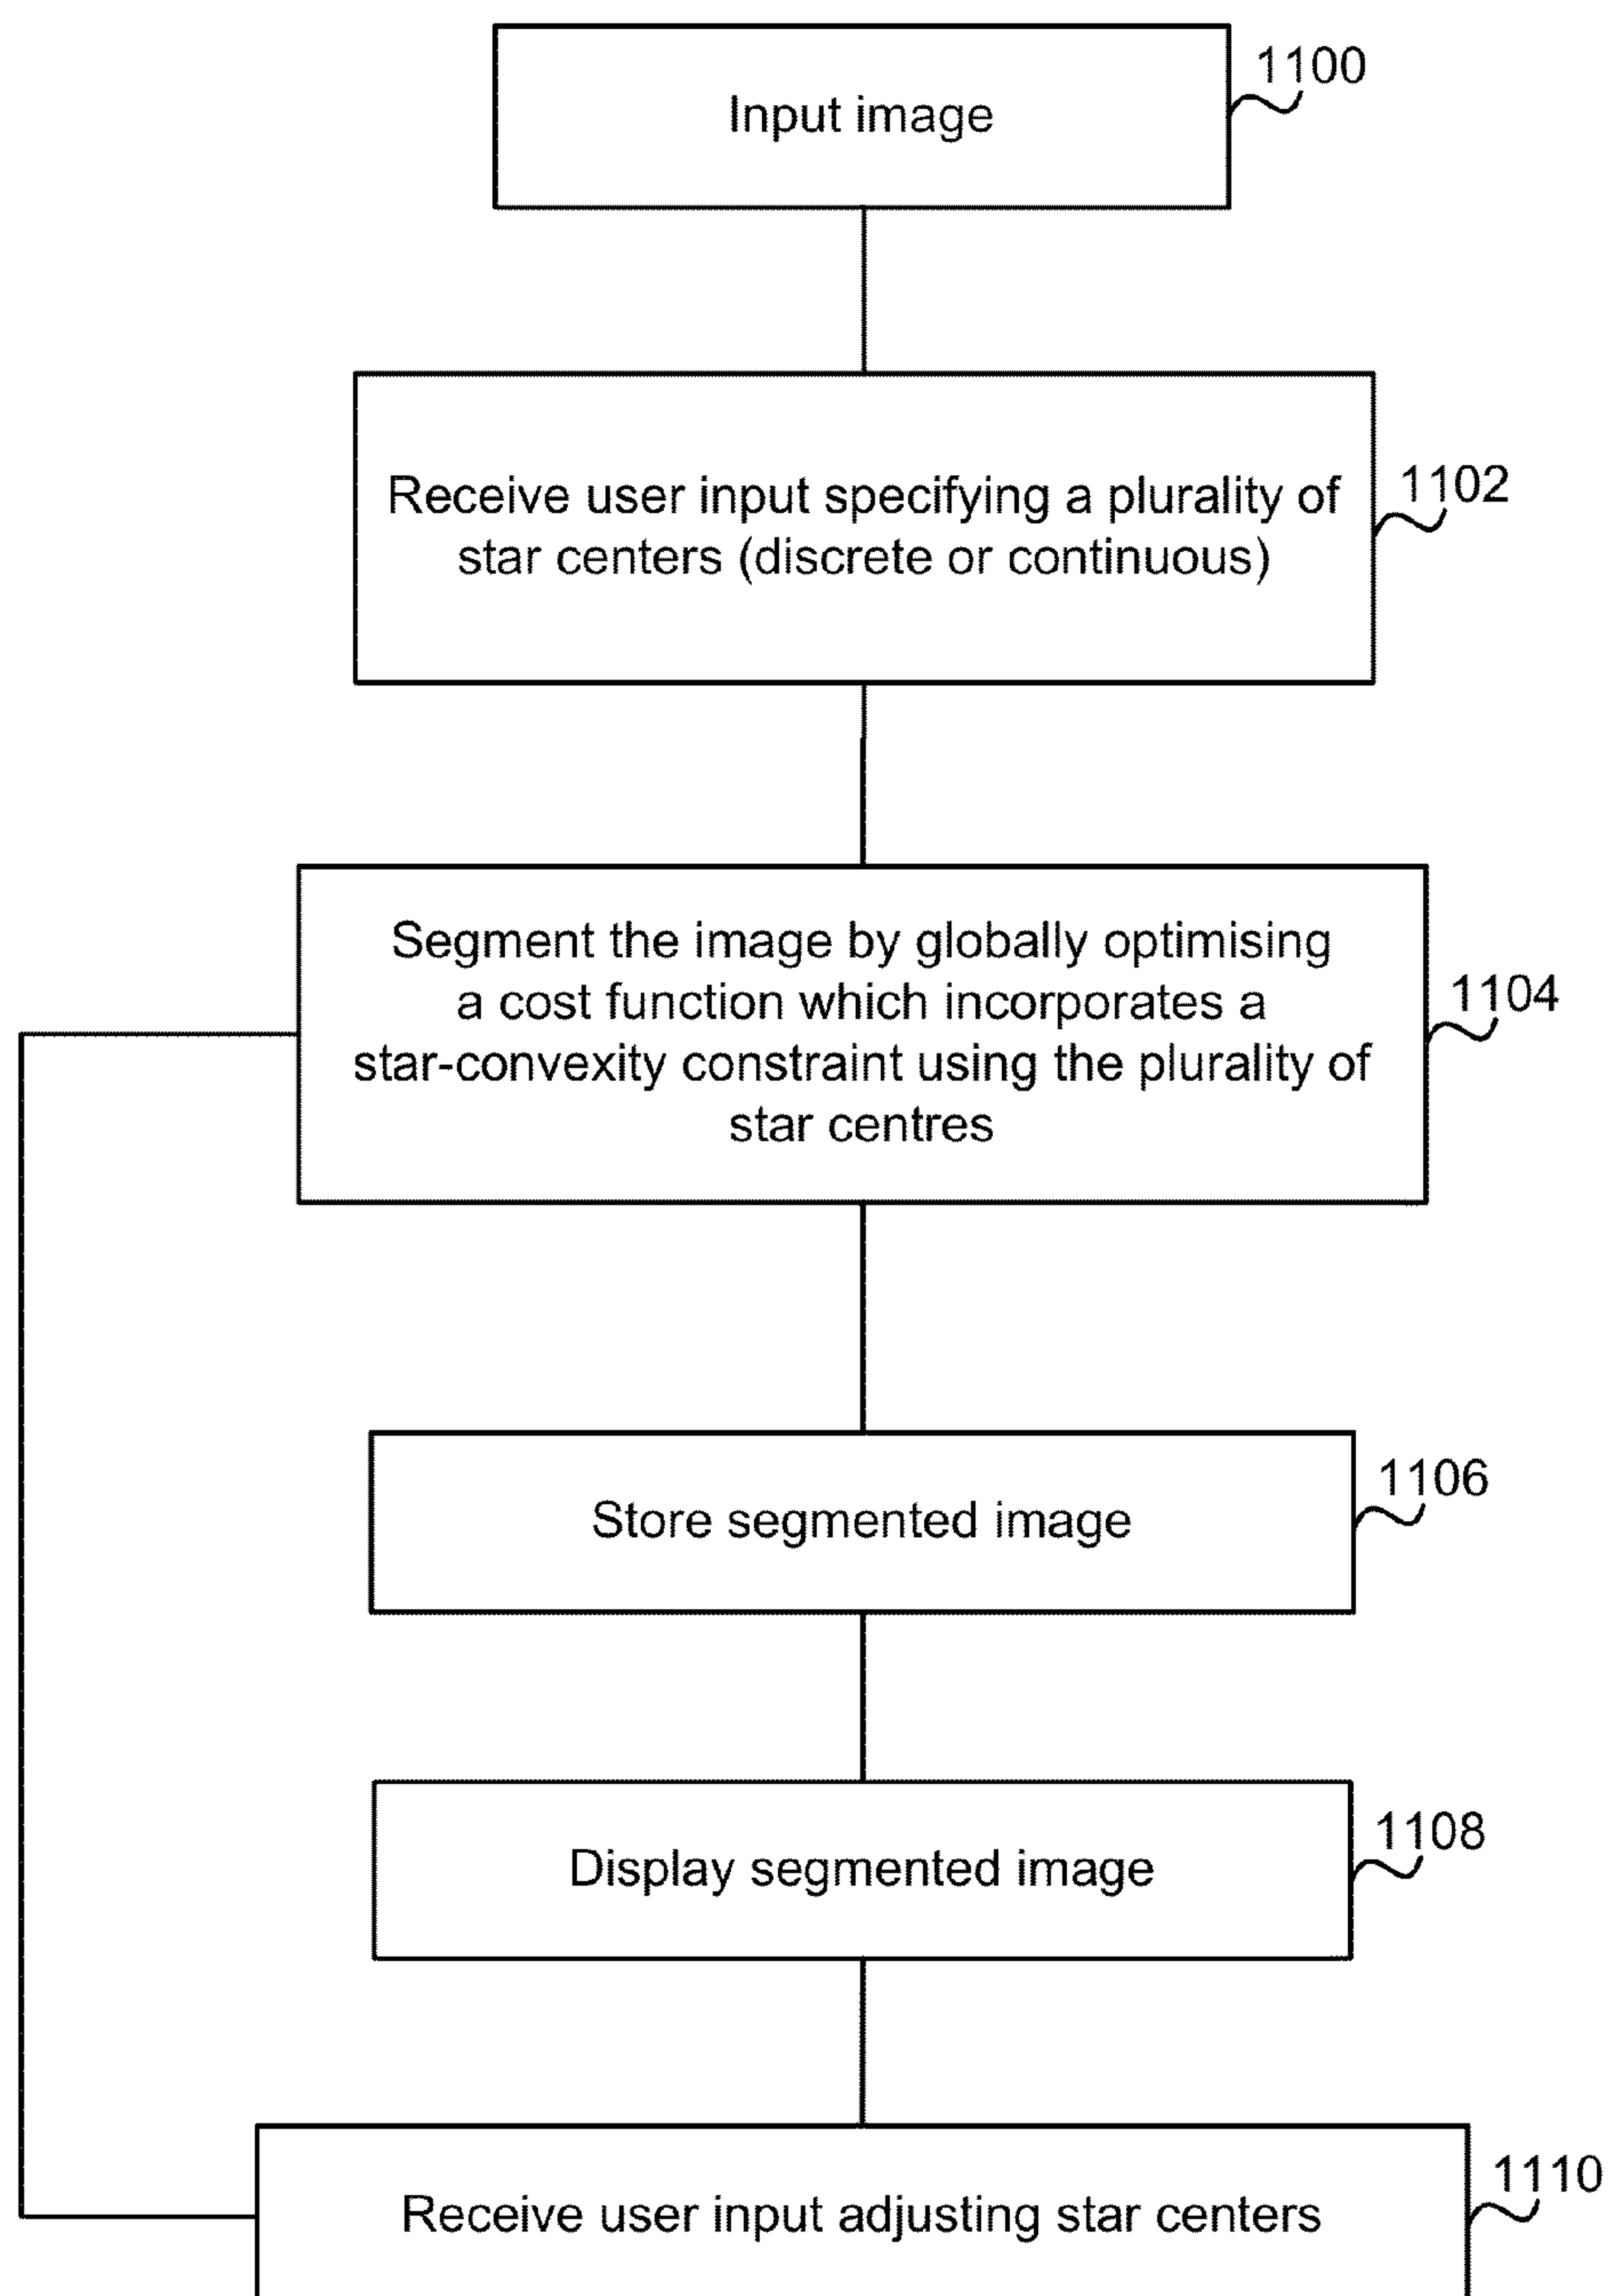 Input image
1100
Receive user input specifying a plurality of
star centers (discrete or continuous)
1102
Segment the image by globally optimising
a cost function which incorporates a
star-convexity constraint using the plurality of
star centres
1104
Store segmented image
1106
Display segmented image
1108
Receive user input adjusting star centers
1110